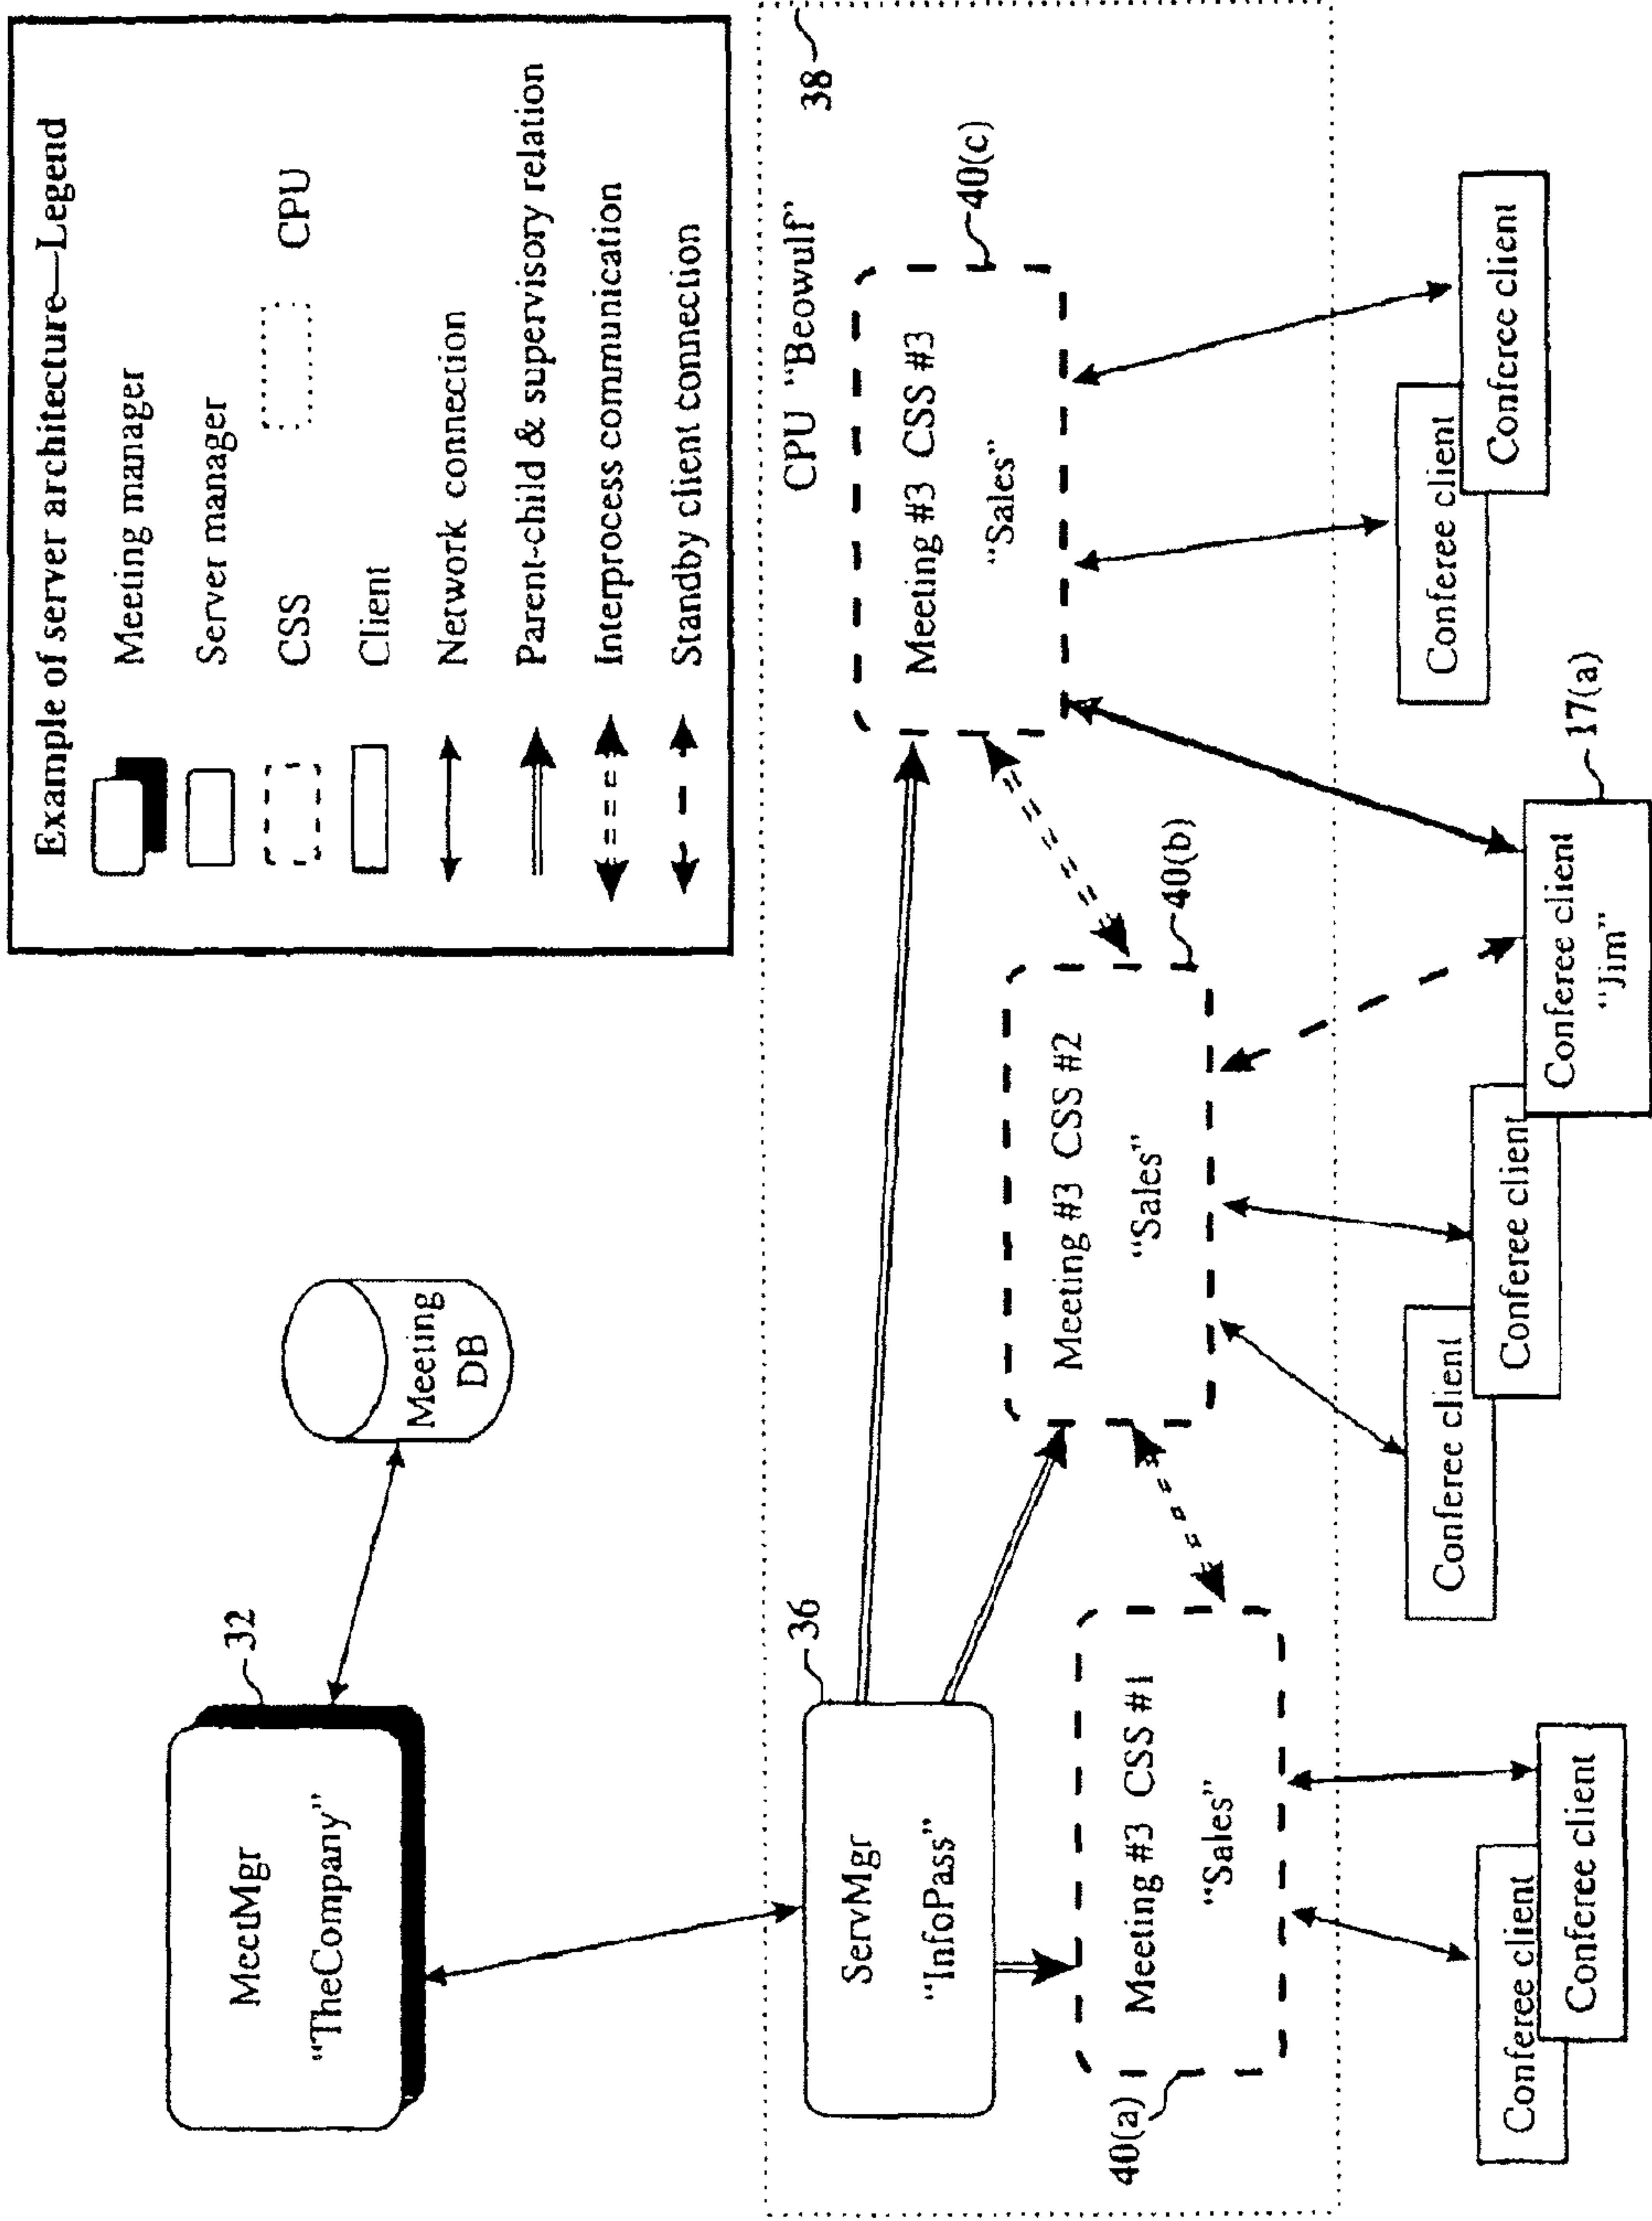 Example of server architecture—Legend
Meeting manager
Server manager
CSS
CPU
Client
Network connection
Parent-child & supervisory relation
Interprocess communication
Standby client connection
MeetMgr
"TheCompany"
32
Meeting
DB
38
CPU "Beowulf"
ServMgr
"InfoPass"
36
Meeting #3 CSS #1
"Sales"
40(a)
Meeting #3 CSS #2
"Sales"
40(b)
Meeting #3 CSS #3
"Sales"
40(c)
Conferee client
Conferee client
Conferee client
Conferee client
Conferee client
"Jim"
17(a)
Conferee client
Conferee client